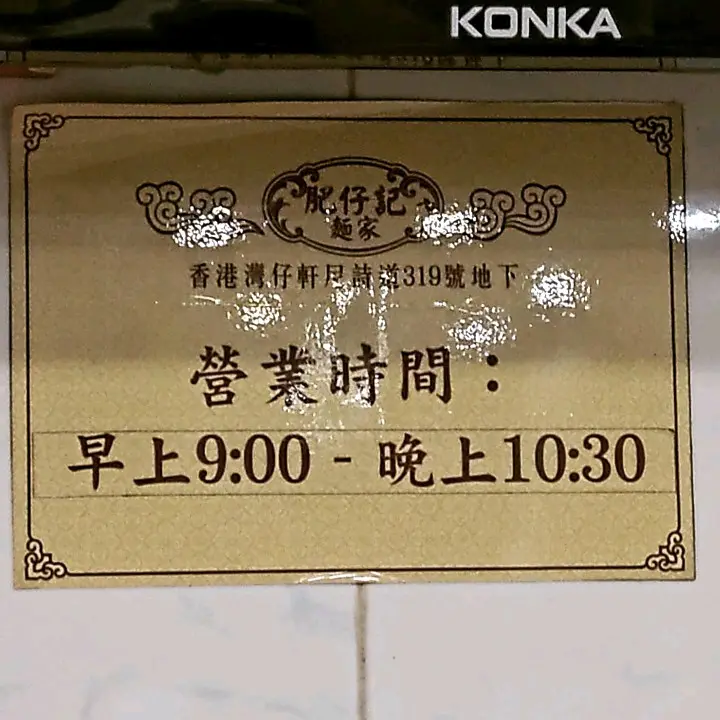 KONKA
肥仔記
麵家
香港灣仔軒尼詩道319號地下
營業時間：
早上9:00 - 晚上10:30